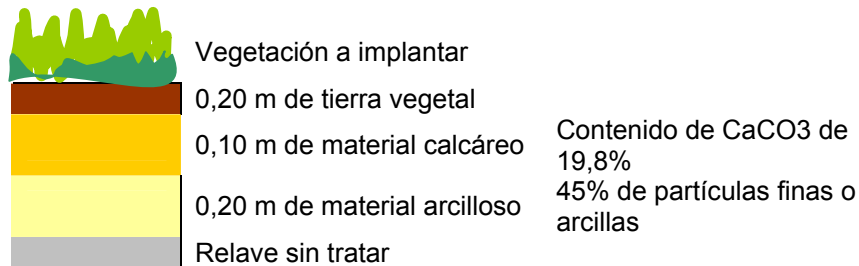 Vegetación a implantar
0,20 m de tierra vegetal
0,10 m de material calcáreo
Contenido de CaCO3 de
19,8%
0,20 m de material arcilloso
45% de partículas finas o
arcillas
Relave sin tratar